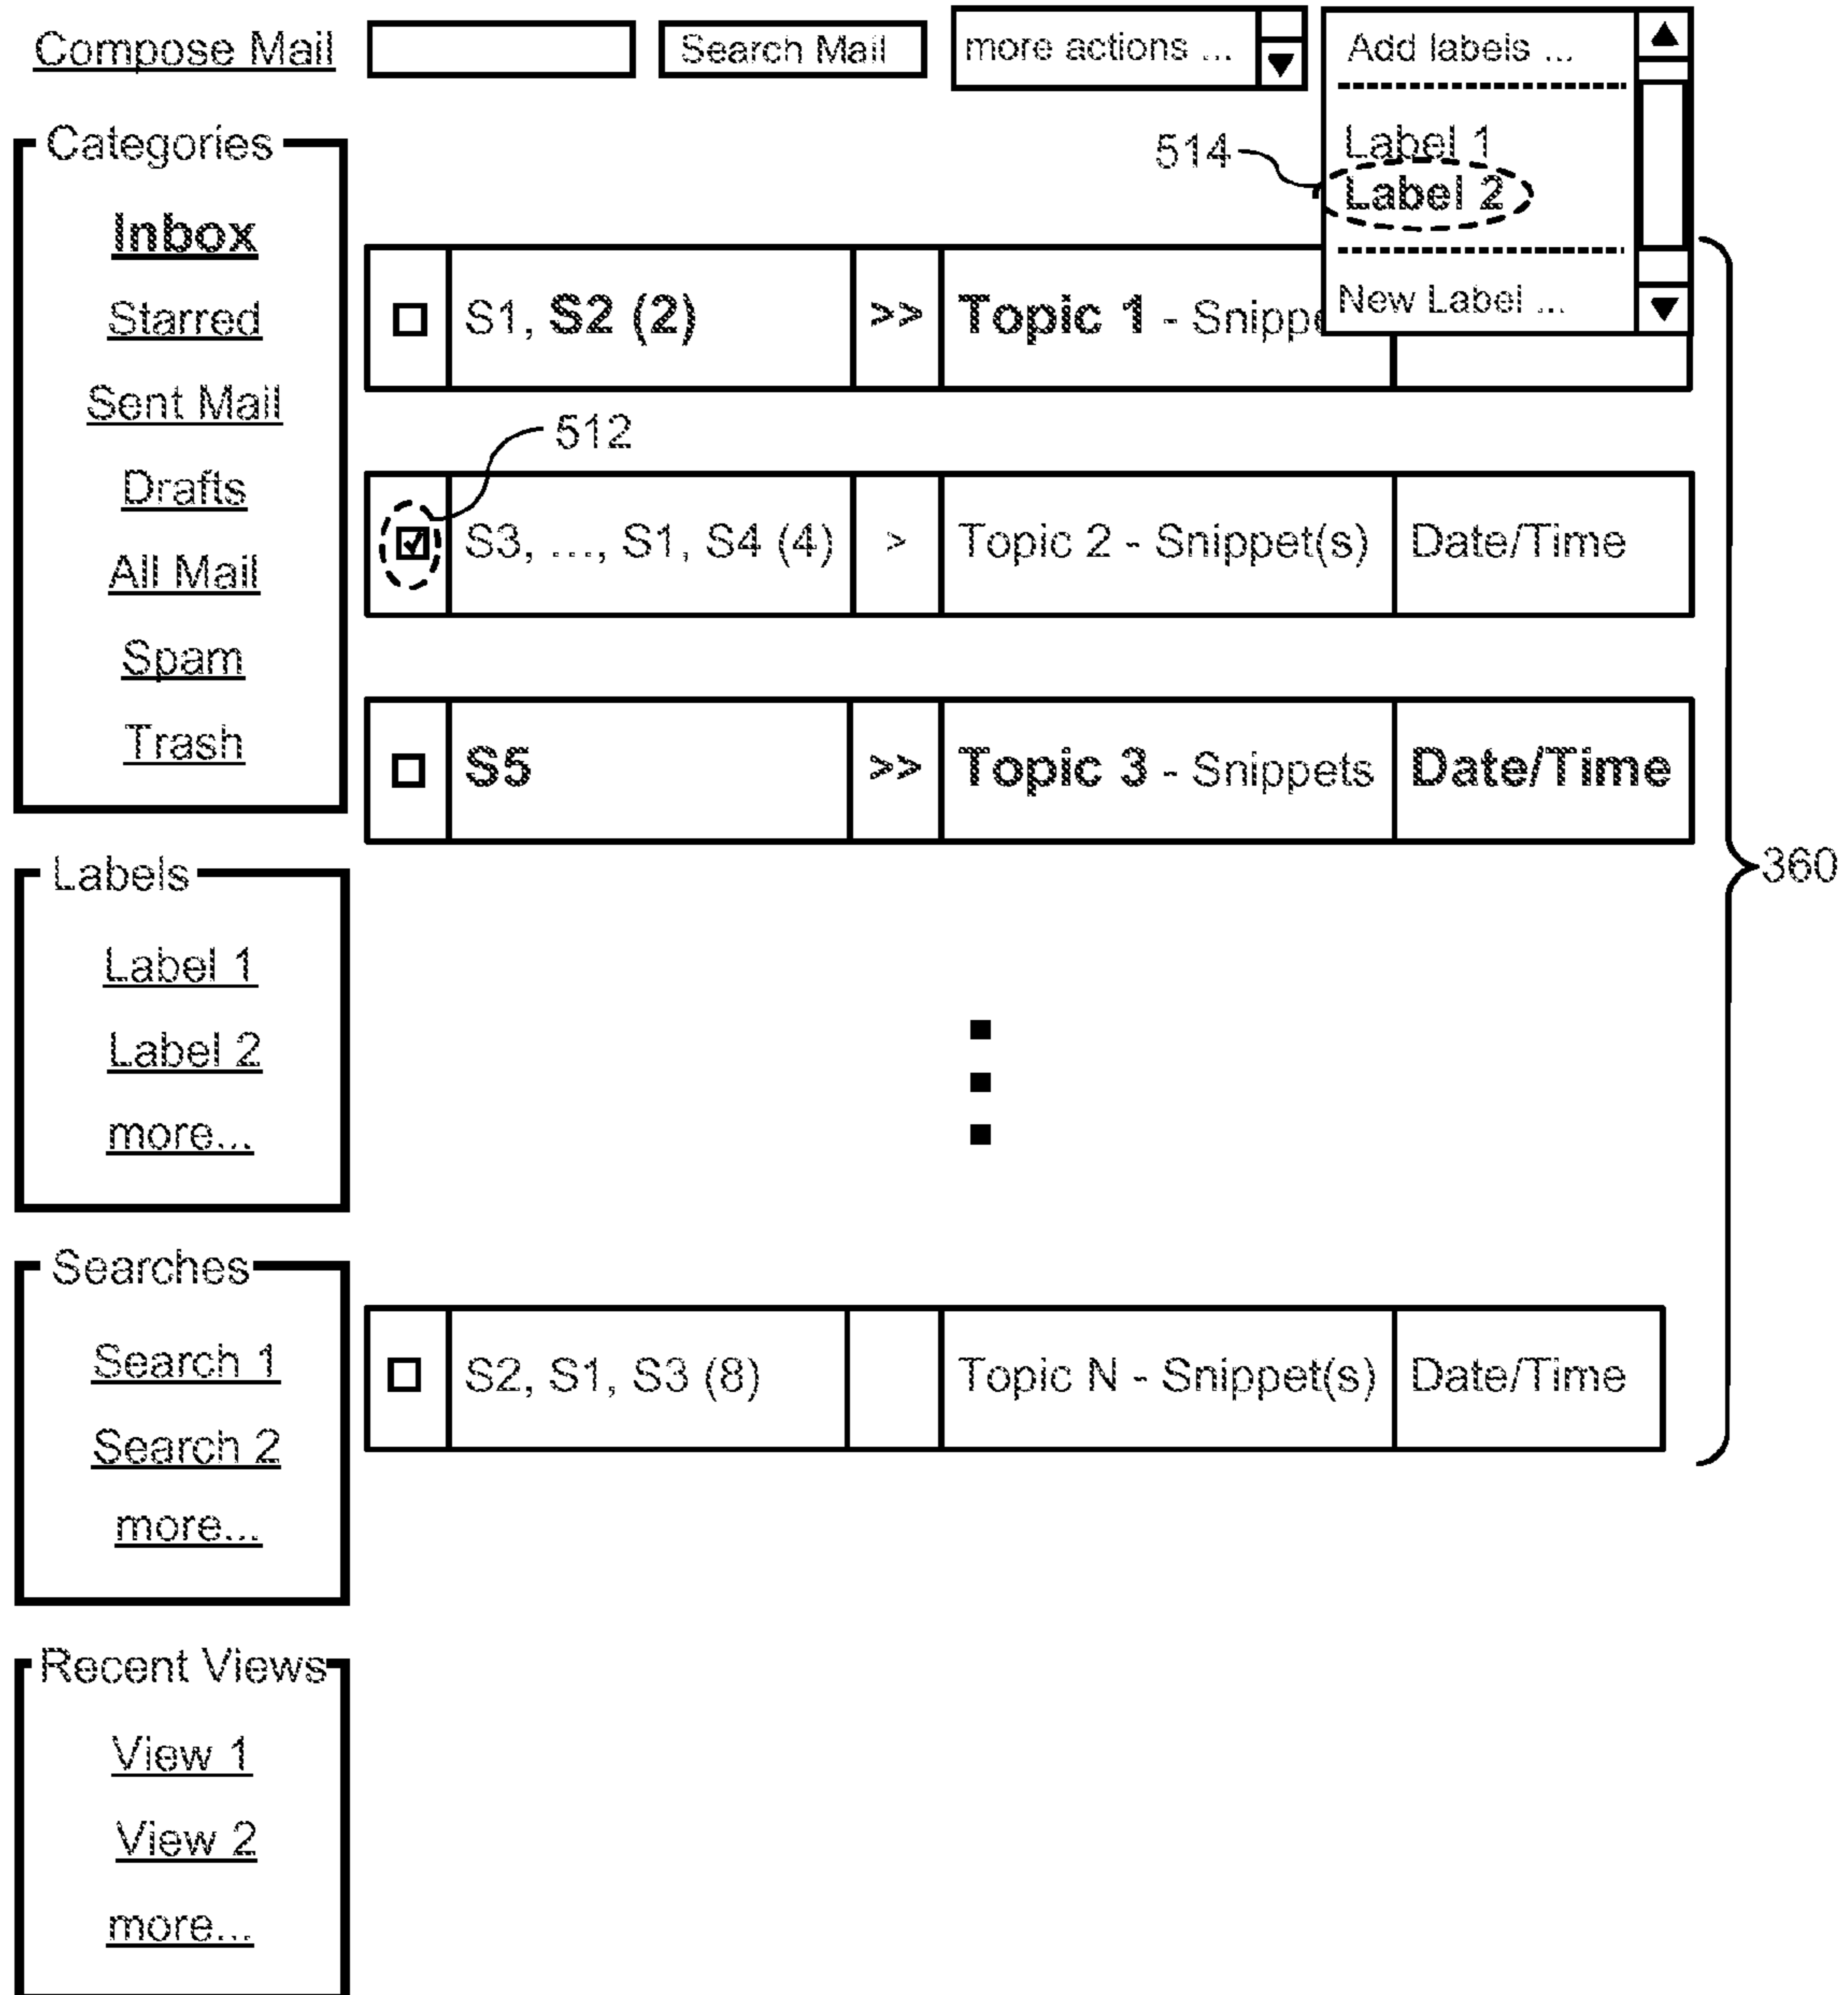 Compose Mail
Search Mail
more actions ...
Add labels ...
Label 1
514
Label 2
New Label ...
Categories
Inbox
Starred
Sent Mail
Drafts
All Mail
Spam
Trash
S1, S2 (2) >> Topic 1 - Snippe
512
S3, ..., S1, S4 (4) > Topic 2 - Snippet(s) Date/Time
S5 >> Topic 3 - Snippets Date/Time
360
Labels
Label 1
Label 2
more...
Searches
Search 1
Search 2
more...
S2, S1, S3 (8) Topic N - Snippet(s) Date/Time
Recent Views
View 1
View 2
more...